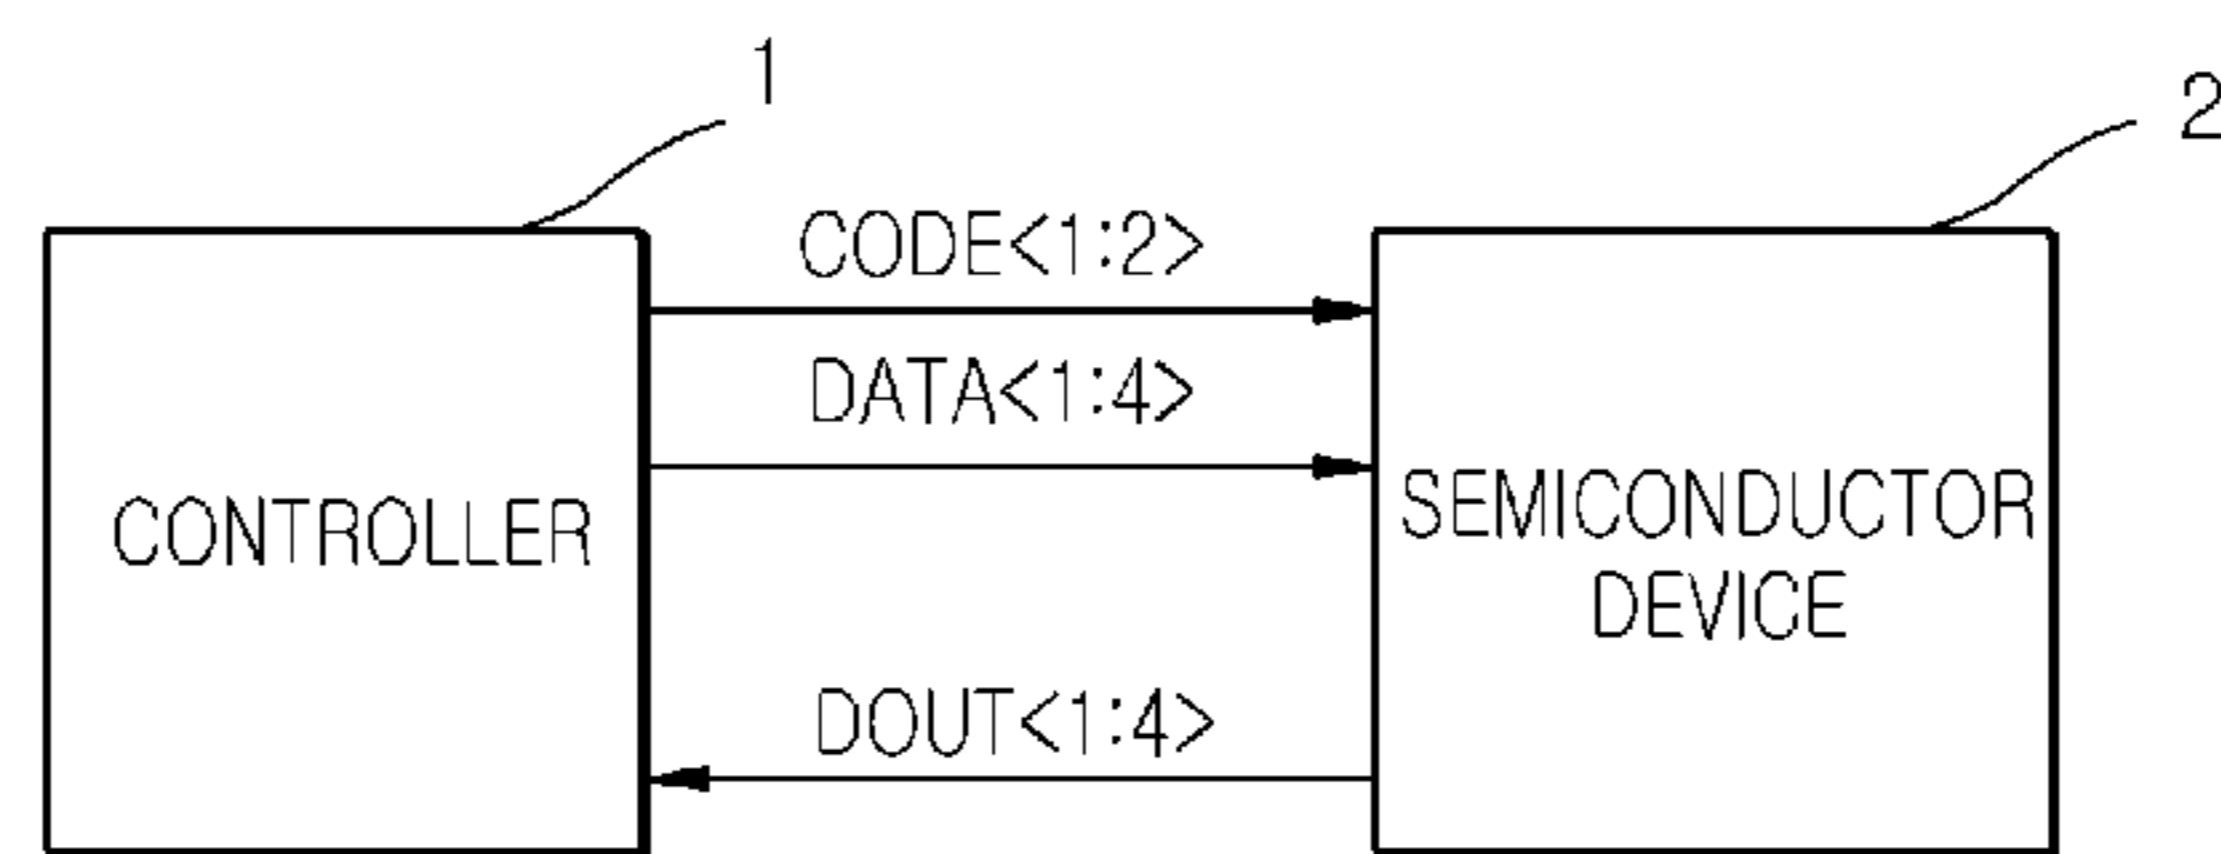 1
2
CODE<1:2>
DATA<1:4>
CONTROLLER
SEMICONDUCTOR
DEVICE
DOUT<1:4>